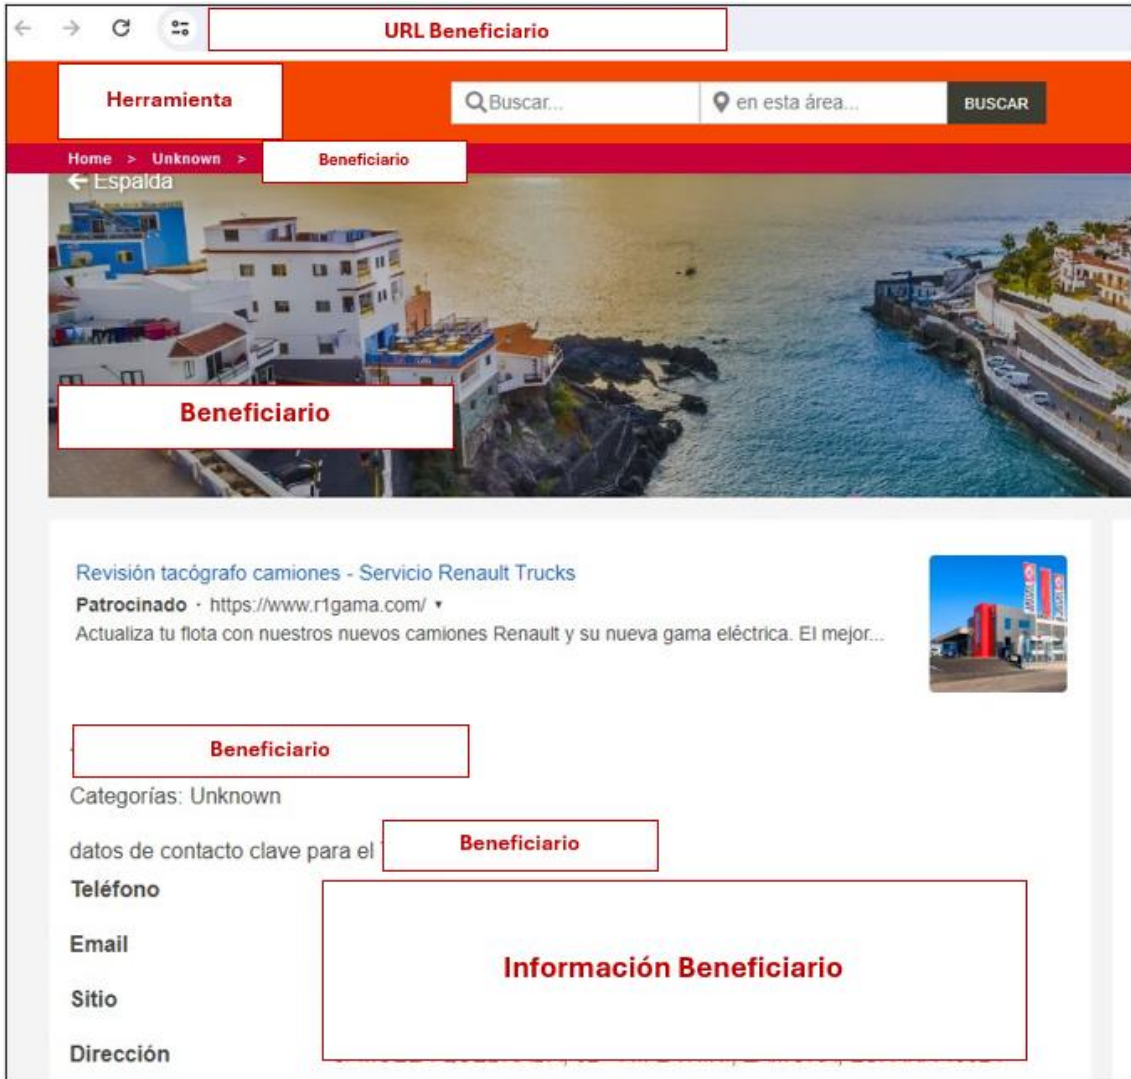 URL Beneficiario
Herramienta
Buscar...
en esta área...
BUSCAR
Home > Unknown >
Beneficiario
Espalda
Beneficiario
Revisión tacógrafo camiones - Servicio Renault Trucks
Patrocinado · https://www.r1gama.com/
Actualiza tu flota con nuestros nuevos camiones Renault y su nueva gama eléctrica. El mejor...
Beneficiario
Categorías: Unknown
datos de contacto clave para el
Beneficiario
Teléfono
Email
Información Beneficiario
Sitio
Dirección